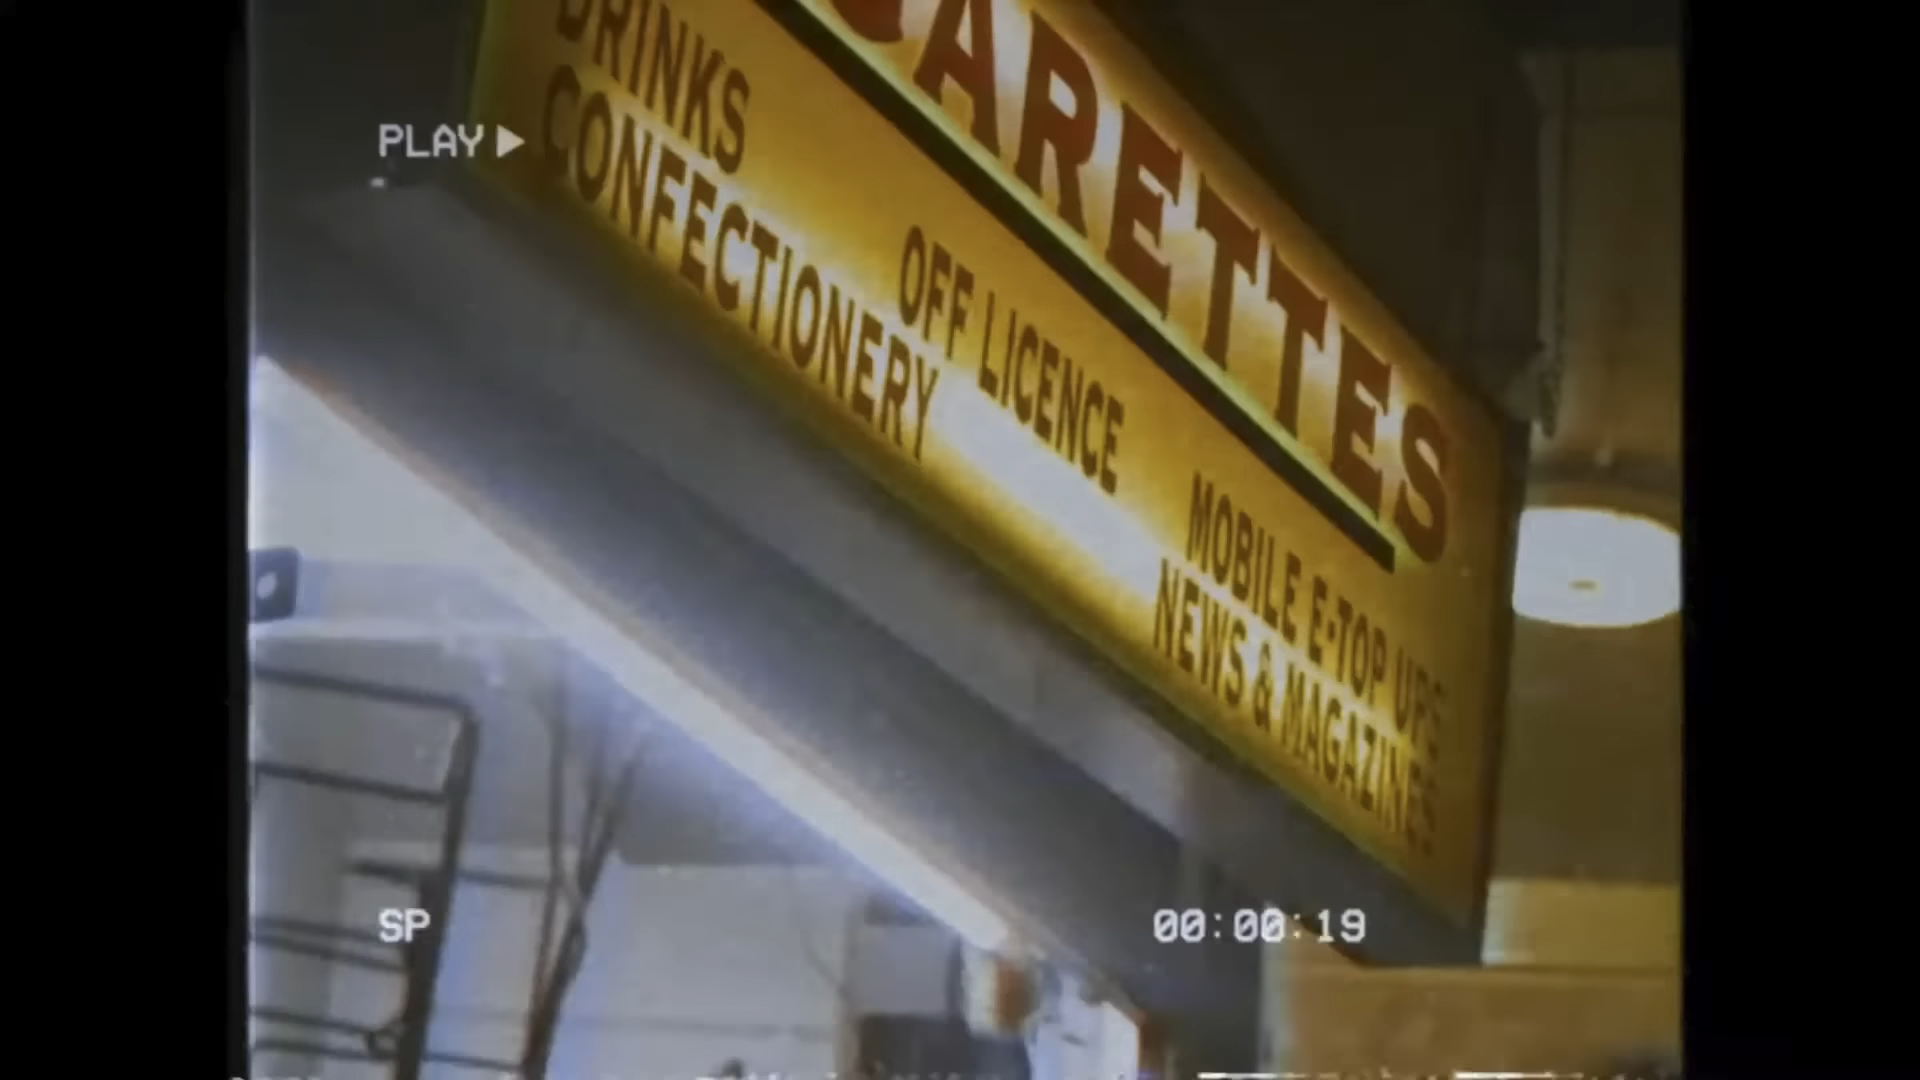 ARETTES
DRINKS
CONFECTIONERY
OFF LICENCE
MOBILE E-TOP UPS
NEWS & MAGAZINES
PLAY
SP
00:00:19